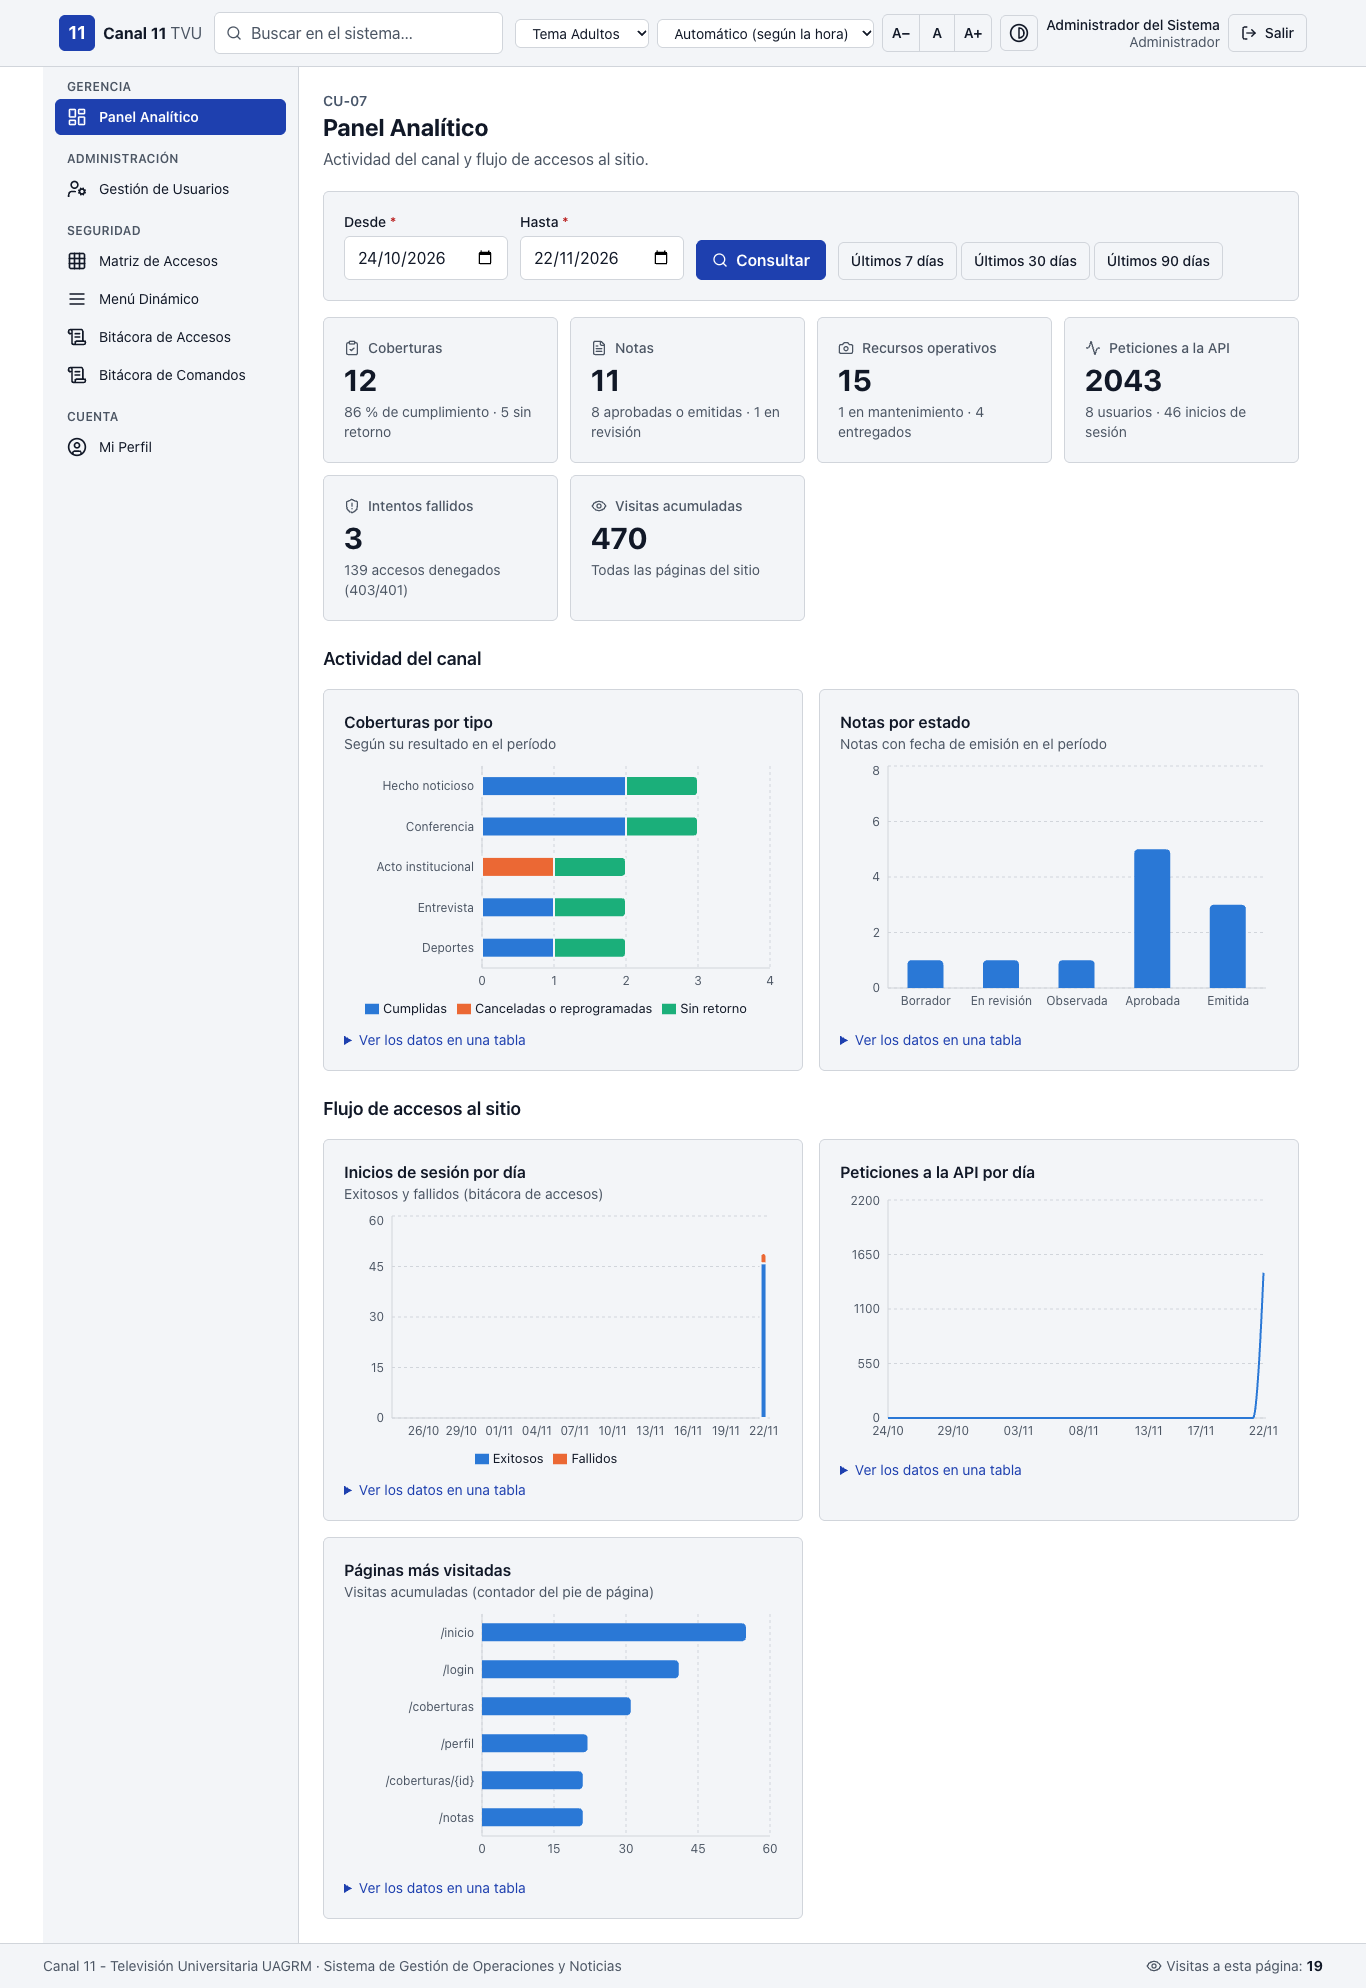 11 Canal 11 TVU
Buscar en el sistema...
Tema Adultos
Automático (según la hora)
A− A A+
Administrador del Sistema
Administrador
Salir
GERENCIA
Panel Analítico
ADMINISTRACIÓN
Gestión de Usuarios
SEGURIDAD
Matriz de Accesos
Menú Dinámico
Bitácora de Accesos
Bitácora de Comandos
CUENTA
Mi Perfil
CU-07
Panel Analítico
Actividad del canal y flujo de accesos al sitio.
Desde * Hasta *
24/10/2026 22/11/2026 Consultar Últimos 7 días Últimos 30 días Últimos 90 días
Coberturas
12
86 % de cumplimiento · 5 sin
retorno
Notas
11
8 aprobadas o emitidas · 1 en
revisión
Recursos operativos
15
1 en mantenimiento · 4
entregados
Peticiones a la API
2043
8 usuarios · 46 inicios de
sesión
Intentos fallidos
3
139 accesos denegados
(403/401)
Visitas acumuladas
470
Todas las páginas del sitio
Actividad del canal
Coberturas por tipo
Según su resultado en el período
Hecho noticioso
Conferencia
Acto institucional
Entrevista
Deportes
0 1 2 3 4
Cumplidas Canceladas o reprogramadas Sin retorno
Ver los datos en una tabla
Notas por estado
Notas con fecha de emisión en el período
8
6
4
2
0
Borrador En revisión Observada Aprobada Emitida
Ver los datos en una tabla
Flujo de accesos al sitio
Inicios de sesión por día
Exitosos y fallidos (bitácora de accesos)
60
45
30
15
0
26/10 29/10 01/11 04/11 07/11 10/11 13/11 16/11 19/11 22/11
Exitosos Fallidos
Ver los datos en una tabla
Peticiones a la API por día
2200
1650
1100
550
0
24/10 29/10 03/11 08/11 13/11 17/11 22/11
Ver los datos en una tabla
Páginas más visitadas
Visitas acumuladas (contador del pie de página)
/inicio
/login
/coberturas
/perfil
/coberturas/{id}
/notas
0 15 30 45 60
Ver los datos en una tabla
Canal 11 - Televisión Universitaria UAGRM · Sistema de Gestión de Operaciones y Noticias
Visitas a esta página: 19